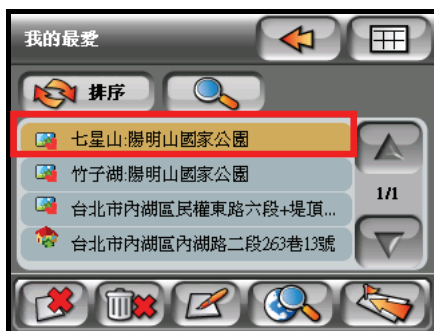 我的最愛
排序
七星山:陽明山國家公園
竹子湖:陽明山國家公園
1/1
台北市內湖區民權東路六段+堤頂...
台北市內湖區內湖路二段263巷13號